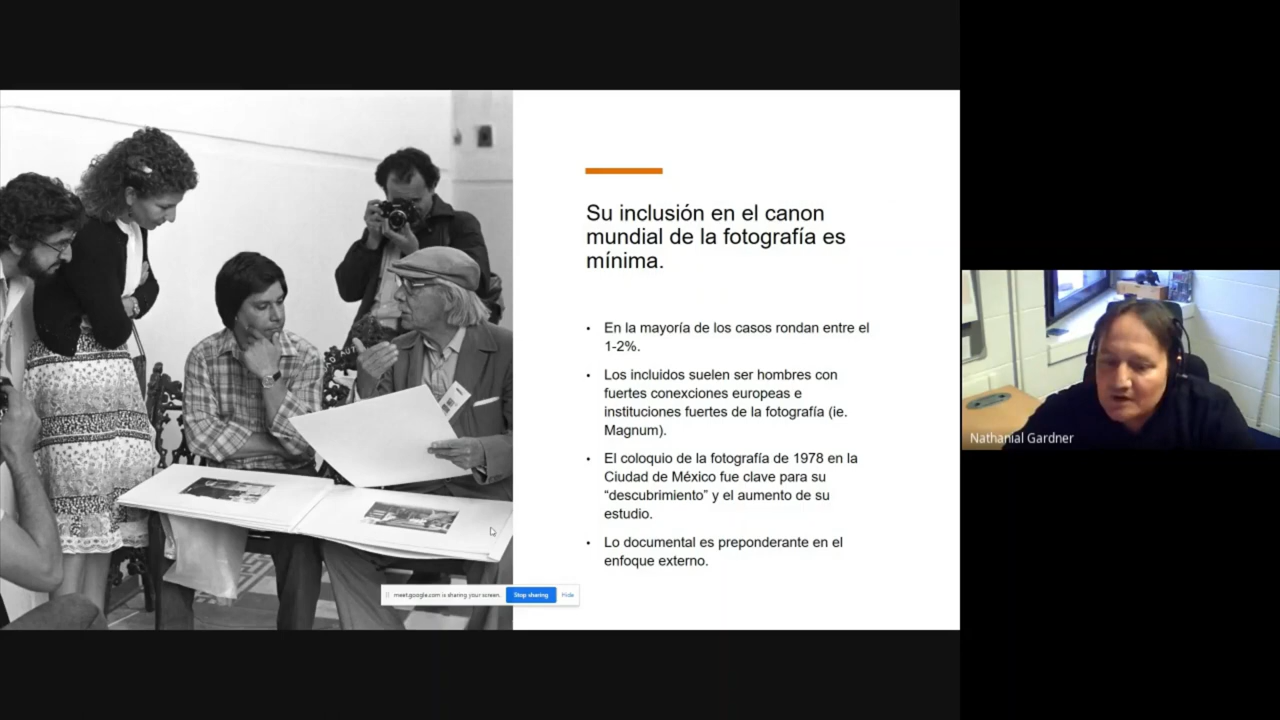 Su inclusión en el canon
mundial de la fotografía es
mínima.
• En la mayoría de los casos rondan entre el
1-2%.
• Los incluidos suelen ser hombres con
fuertes conexiones europeas e
instituciones fuertes de la fotografía (ie.
Magnum).
• El coloquio de la fotografía de 1978 en la
Ciudad de México fue clave para su
“descubrimiento” y el aumento de su
estudio.
• Lo documental es preponderante en el
enfoque externo.
meet.google.com is sharing your screen.
Stop sharing
Hide
Nathanial Gardner